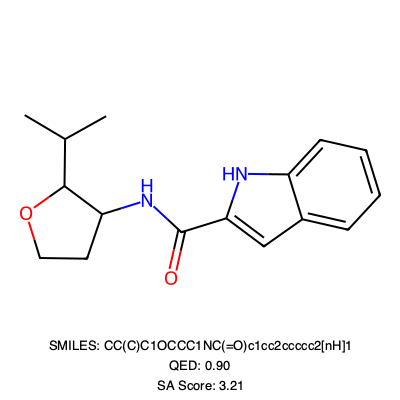 H
N
HN
O
O
SMILES: CC(C)C1OCCC1NC(=O)c1cc2ccccc2[nH]1
QED: 0.90
SA Score: 3.21